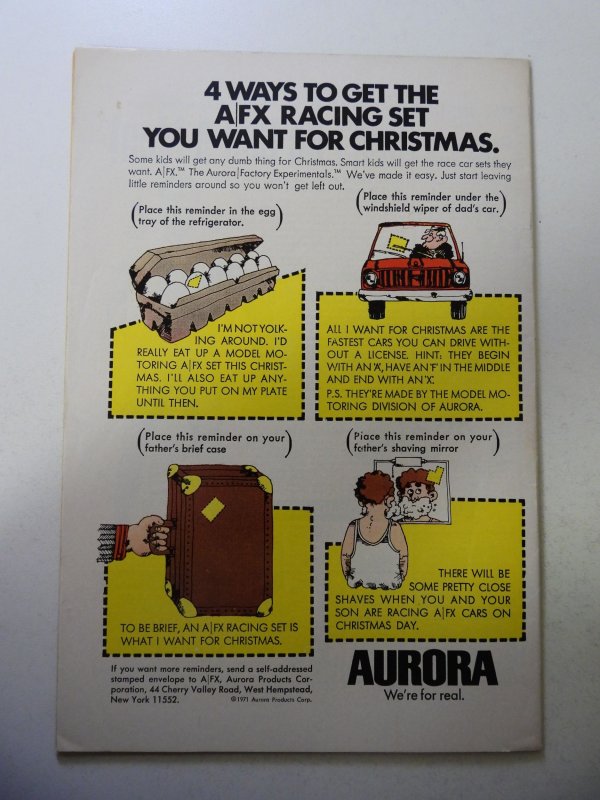 4 WAYS TO GET THE
A|FX RACING SET
YOU WANT FOR CHRISTMAS.
Some kids will get any dumb thing for Christmas. Smart kids will get the race car sets they
want. A|FX.™ The Aurora|Factory Experimentals.™ We've made it easy. Just start leaving
little reminders around so you won't get left out.
(Place this reminder in the egg
tray of the refrigerator.)
I'M NOT YOLK-
ING AROUND. I'D
REALLY EAT UP A MODEL MO-
TORING A|FX SET THIS CHRIST-
MAS. I'LL ALSO EAT UP ANY-
THING YOU PUT ON MY PLATE
UNTIL THEN.
(Place this reminder under the
windshield wiper of dad's car.)
ALL I WANT FOR CHRISTMAS ARE THE
FASTEST CARS YOU CAN DRIVE WITH-
OUT A LICENSE. HINT: THEY BEGIN
WITH AN 'A', HAVE AN 'F' IN THE MIDDLE
AND END WITH AN 'X'.
P.S. THEY'RE MADE BY THE MODEL MO-
TORING DIVISION OF AURORA.
(Place this reminder on your
father's brief case)
TO BE BRIEF, AN A|FX RACING SET IS
WHAT I WANT FOR CHRISTMAS.
(Place this reminder on your
father's shaving mirror)
THERE WILL BE
SOME PRETTY CLOSE
SHAVES WHEN YOU AND YOUR
SON ARE RACING A|FX CARS ON
CHRISTMAS DAY.
If you want more reminders, send a self-addressed
stamped envelope to A|FX, Aurora Products Cor-
poration, 44 Cherry Valley Road, West Hempstead,
New York 11552. ©1971 Aurora Products Corp.
AURORA
We're for real.